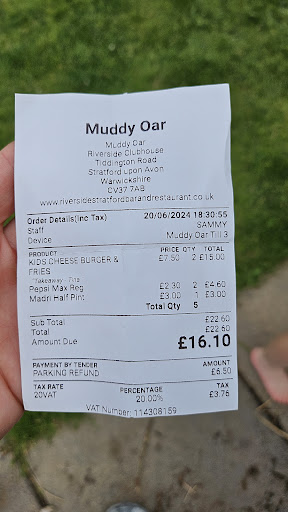 Muddy Oar
Muddy Oar
Riverside Clubhouse
Tiddington Road
Stratford upon Avon
Warwickshire
CV37 7AB
www.riversidestratfordbarandrestaurant.co.uk
Order Details(Inc Tax) 20/06/2024 18:30:55
Staff SAMMY
Device Muddy Oar Till 3
PRODUCT PRICE QTY TOTAL
KIDS CHEESE BURGER & £7.50 2 £15.00
FRIES
Pepsi Max Reg £2.30 2 £4.60
Madri Half Pint £3.00 1 £3.00
Total Qty 5
Sub Total £22.60
Total £22.60
Amount Due £16.10
PAYMENT BY TENDER AMOUNT
PARKING REFUND £6.50
TAX RATE PERCENTAGE TAX
20VAT 20.00% £3.76
VAT Number: 114308159